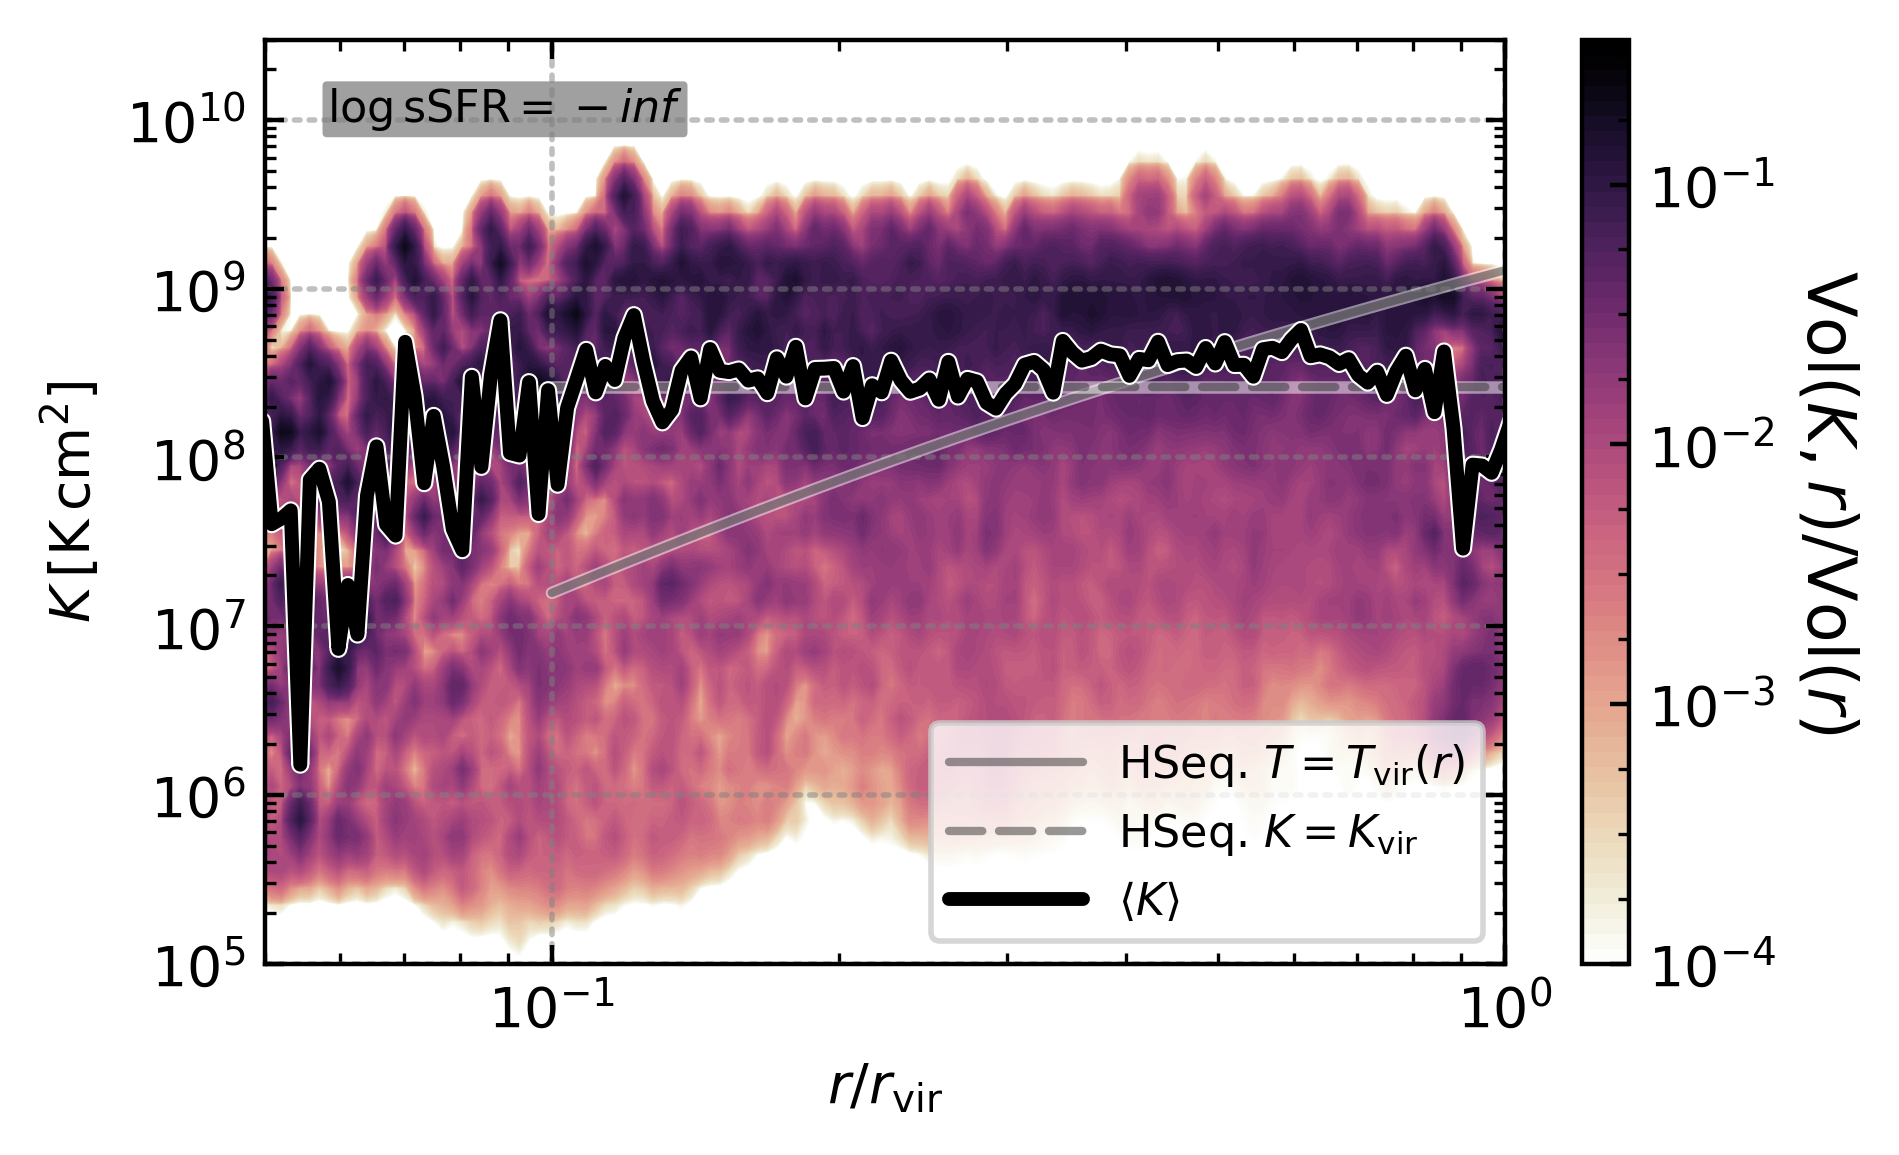 log sSFR = − inf
10^10
10^9
10^8
10^7
10^6
10^5
K [K cm^2]
10^−1
10^0
r/r_vir
HSeq. T = T_vir(r)
HSeq. K = K_vir
⟨K⟩
10^−1
10^−2
10^−3
10^−4
Vol(K, r)/Vol(r)